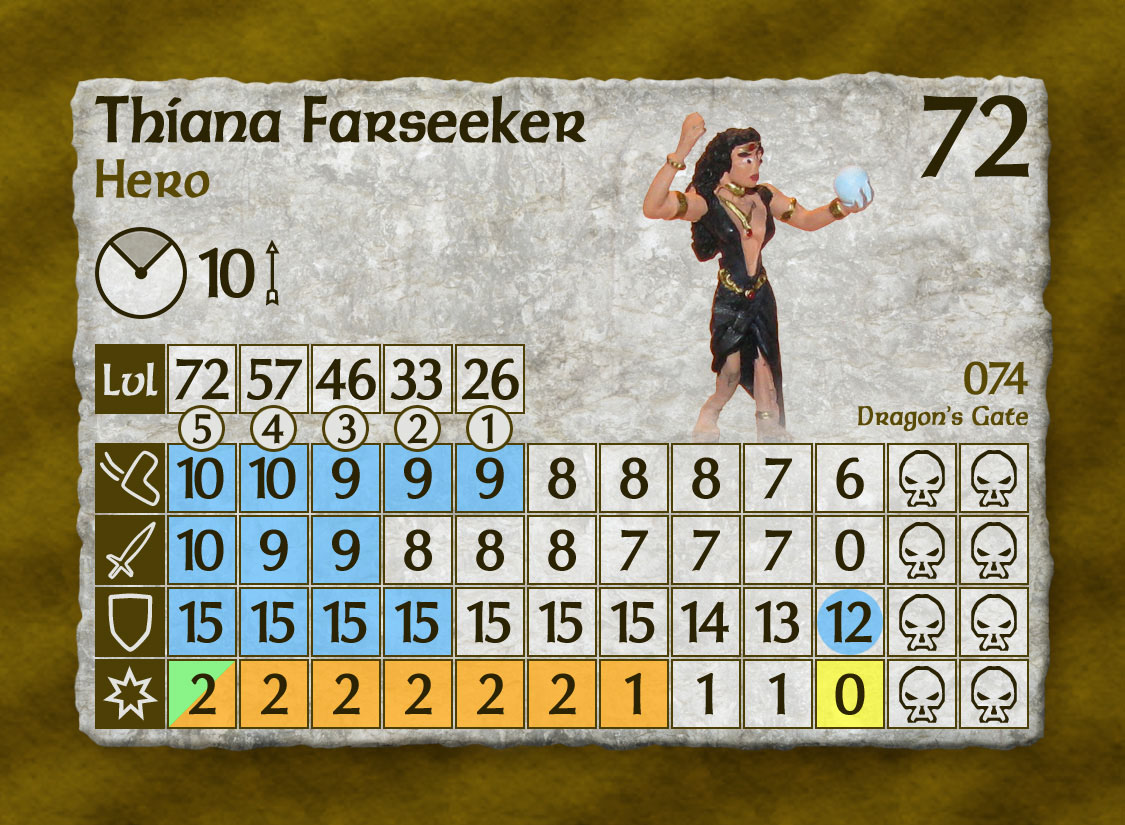 Thiana Farseeker
72
Hero
10
Lvl 72 57 46 33 26
074
Dragon's Gate
5 4 3 2 1
10 10 9 9 9 8 8 8 7 6
10 9 9 8 8 8 7 7 7 0
15 15 15 15 15 15 15 14 13 12
2 2 2 2 2 2 1 1 1 0